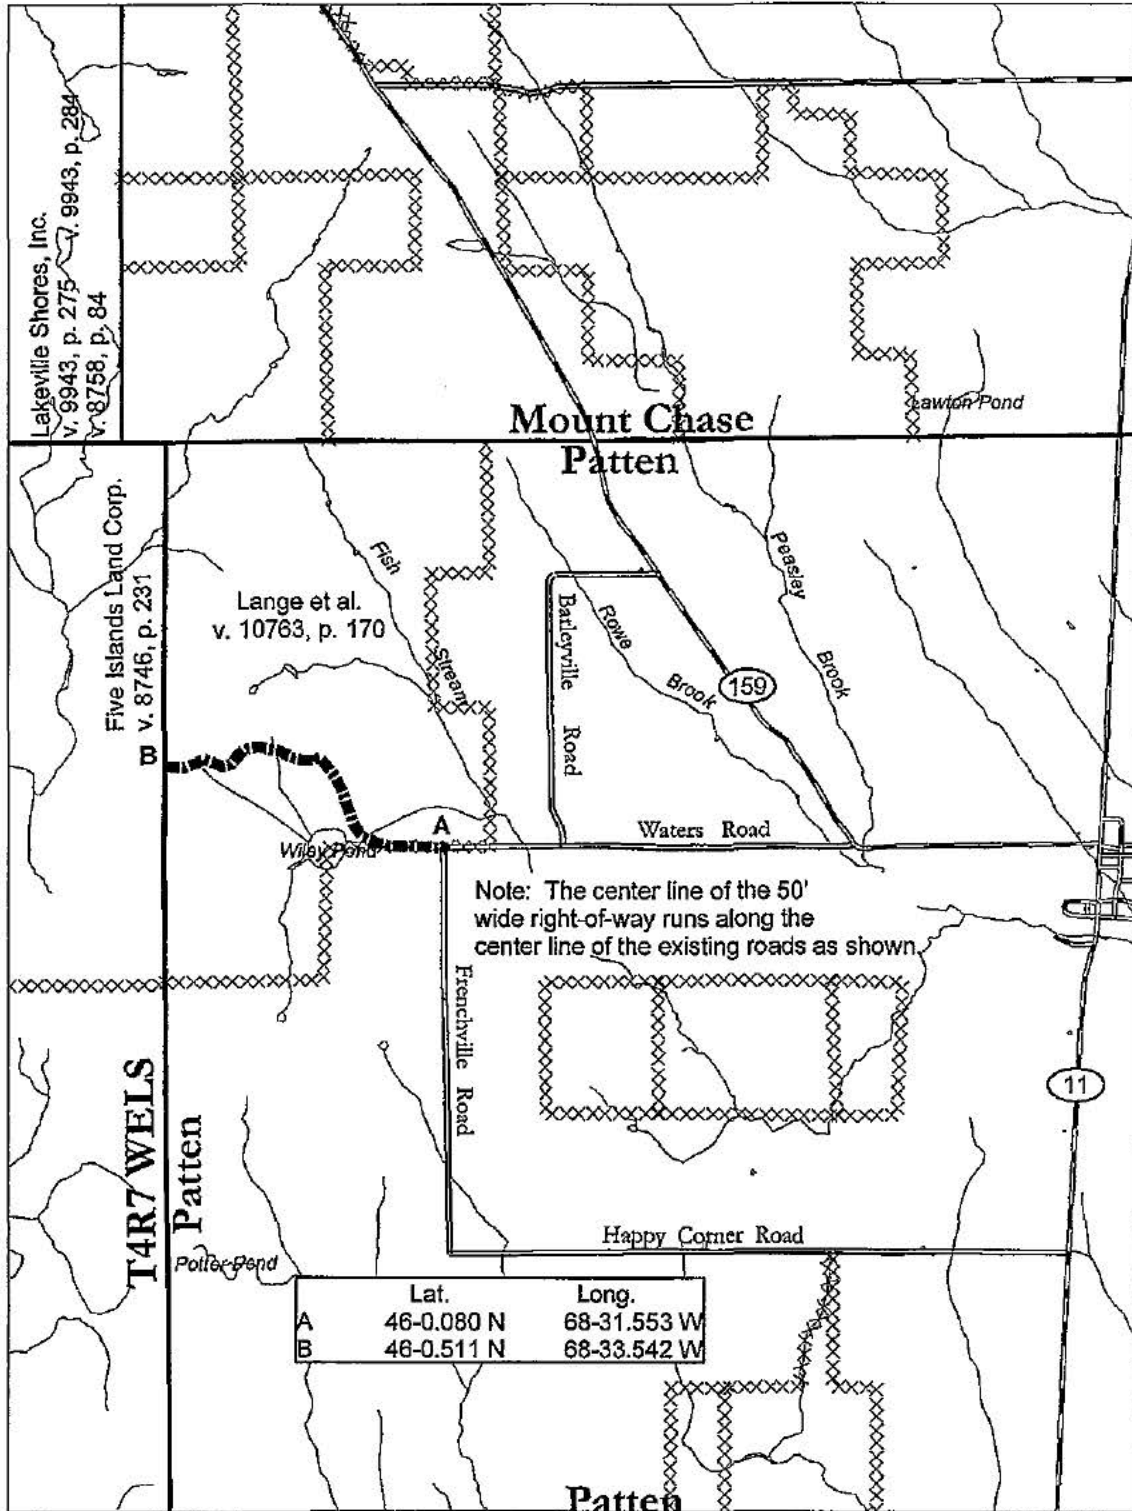 Lakeville Shores, Inc.
v. 9943, p. 275 v. 9943, p. 284
v. 8758, p. 84
Lawton Pond
Mount Chase
Patten
Five Islands Land Corp.
v. 8746, p. 231
Lange et al.
v. 10763, p. 170
Fish
Stream
Barleyville Road
Rowe
Brook
Peasley
Brook
159
B
A
Waters Road
Wiley Pond
Note: The center line of the 50'
wide right-of-way runs along the
center line of the existing roads as shown.
Frenchville Road
11
T4R7 WELS
Patten
Happy Corner Road
Potter Pond
Lat. Long.
A 46-0.080 N 68-31.553 W
B 46-0.511 N 68-33.542 W
Patten